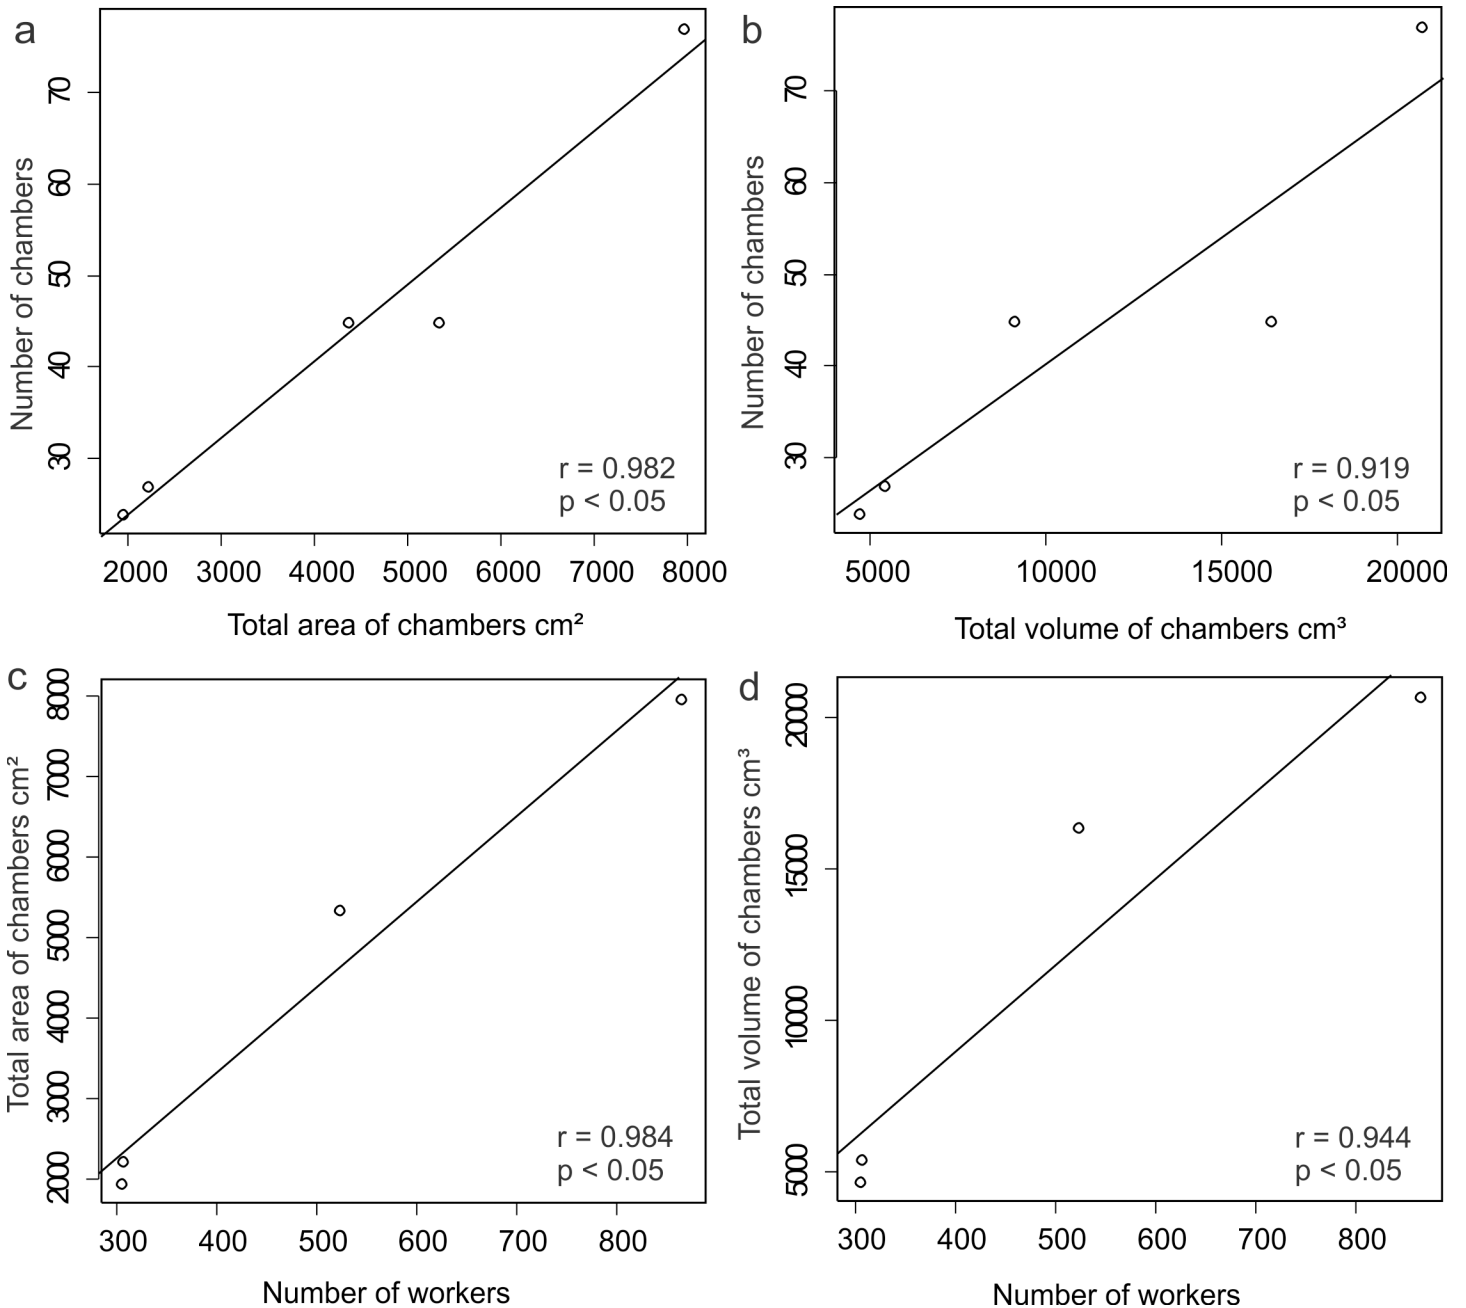 a
Number of chambers
70
60
50
40
30
r = 0.982
p < 0.05
2000 3000 4000 5000 6000 7000 8000
Total area of chambers cm²
b
Number of chambers
70
60
50
40
30
r = 0.919
p < 0.05
5000 10000 15000 20000
Total volume of chambers cm³
c
Total area of chambers cm²
8000
7000
6000
5000
4000
3000
2000
r = 0.984
p < 0.05
300 400 500 600 700 800
Number of workers
d
Total volume of chambers cm³
20000
15000
10000
5000
r = 0.944
p < 0.05
300 400 500 600 700 800
Number of workers